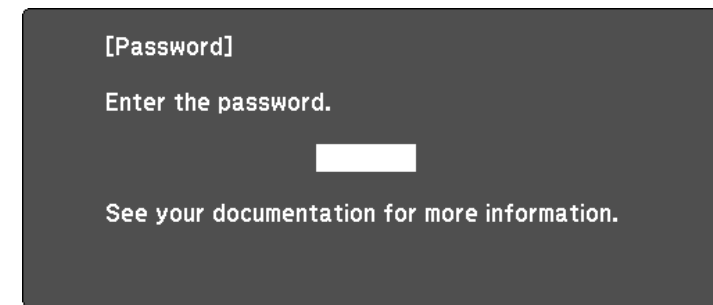 [Password]
Enter the password.
See your documentation for more information.